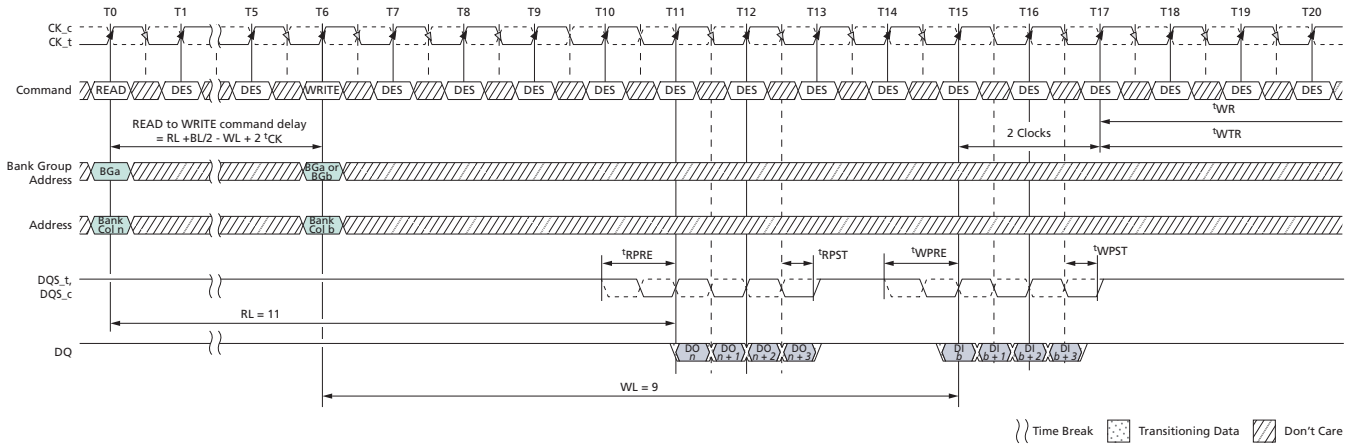 T0 T1 T5 T6 T7 T8 T9 T10 T11 T12 T13 T14 T15 T16 T17 T18 T19 T20
CK_c
CK_t
Command READ DES DES WRITE DES DES DES DES DES DES DES DES DES DES DES DES DES DES
READ to WRITE command delay
= RL +BL/2 - WL + 2 tCK
2 Clocks
tWR
tWTR
Bank Group
Address
BGa
BGa or
BGb
Address
Bank
Col n
Bank
Col b
tRPRE tRPST tWPRE tWPST
DQS_t,
DQS_c
RL = 11
DQ
DO
n
DO
n + 1
DO
n + 2
DO
n + 3
DI
b
DI
b + 1
DI
b + 2
DI
b + 3
WL = 9
Time Break Transitioning Data Don't Care